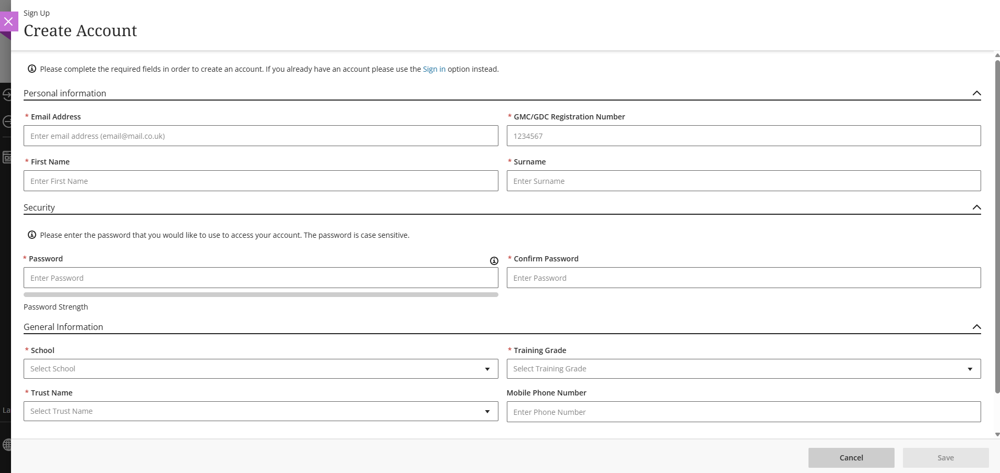 Sign Up
Create Account
Please complete the required fields in order to create an account. If you already have an account please use the Sign in option instead.
Personal information
* Email Address
* GMC/GDC Registration Number
Enter email address (email@mail.co.uk)
1234567
* First Name
* Surname
Enter First Name
Enter Surname
Security
Please enter the password that you would like to use to access your account. The password is case sensitive.
* Password
* Confirm Password
Enter Password
Enter Password
Password Strength
General Information
* School
* Training Grade
Select School
Select Training Grade
* Trust Name
Mobile Phone Number
Select Trust Name
Enter Phone Number
La
Cancel
Save